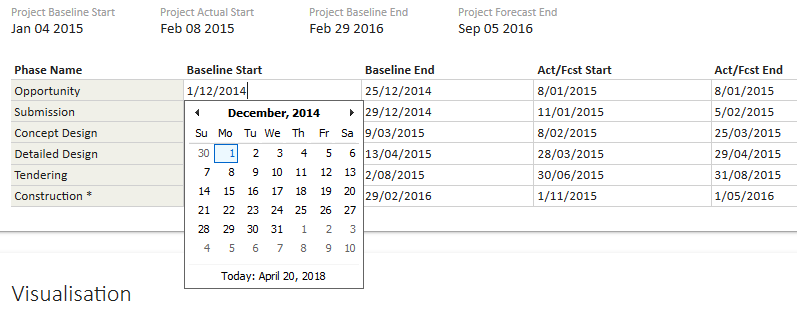 Project Baseline Start Project Actual Start Project Baseline End Project Forecast End
Jan 04 2015 Feb 08 2015 Feb 29 2016 Sep 05 2016
Phase Name Baseline Start Baseline End Act/Fcst Start Act/Fcst End
Opportunity 1/12/2014 25/12/2014 8/01/2015 8/01/2015
Submission 29/12/2014 11/01/2015 5/02/2015
Concept Design 9/03/2015 8/02/2015 25/03/2015
Detailed Design 13/04/2015 28/03/2015 29/04/2015
Tendering 2/08/2015 30/06/2015 31/08/2015
Construction * 29/02/2016 1/11/2015 1/05/2016
December, 2014
Su Mo Tu We Th Fr Sa
30 1 2 3 4 5 6
7 8 9 10 11 12 13
14 15 16 17 18 19 20
21 22 23 24 25 26 27
28 29 30 31 1 2 3
4 5 6 7 8 9 10
Today: April 20, 2018
Visualisation